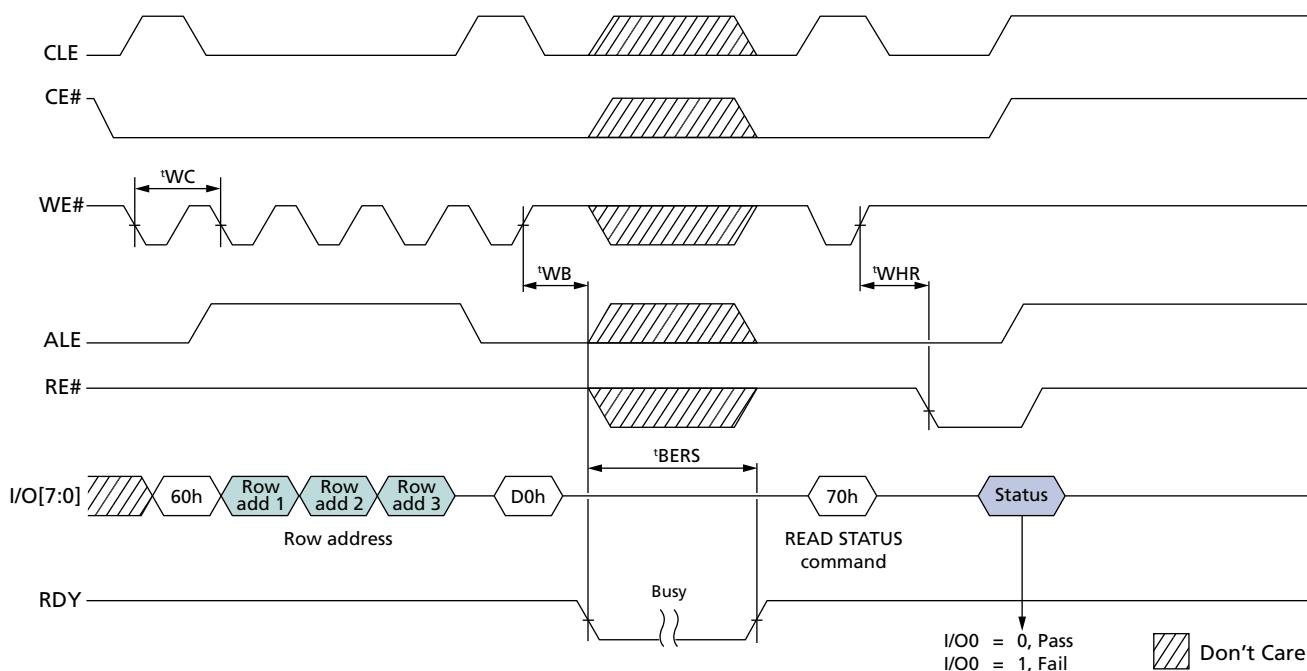 CLE
CE#
tWC
WE#
tWB
tWHR
ALE
RE#
tBERS
I/O[7:0]
60h
Row
add 1
Row
add 2
Row
add 3
D0h
70h
Status
Row address
READ STATUS
command
RDY
Busy
I/O0 = 0, Pass
I/O0 = 1, Fail
Don't Care